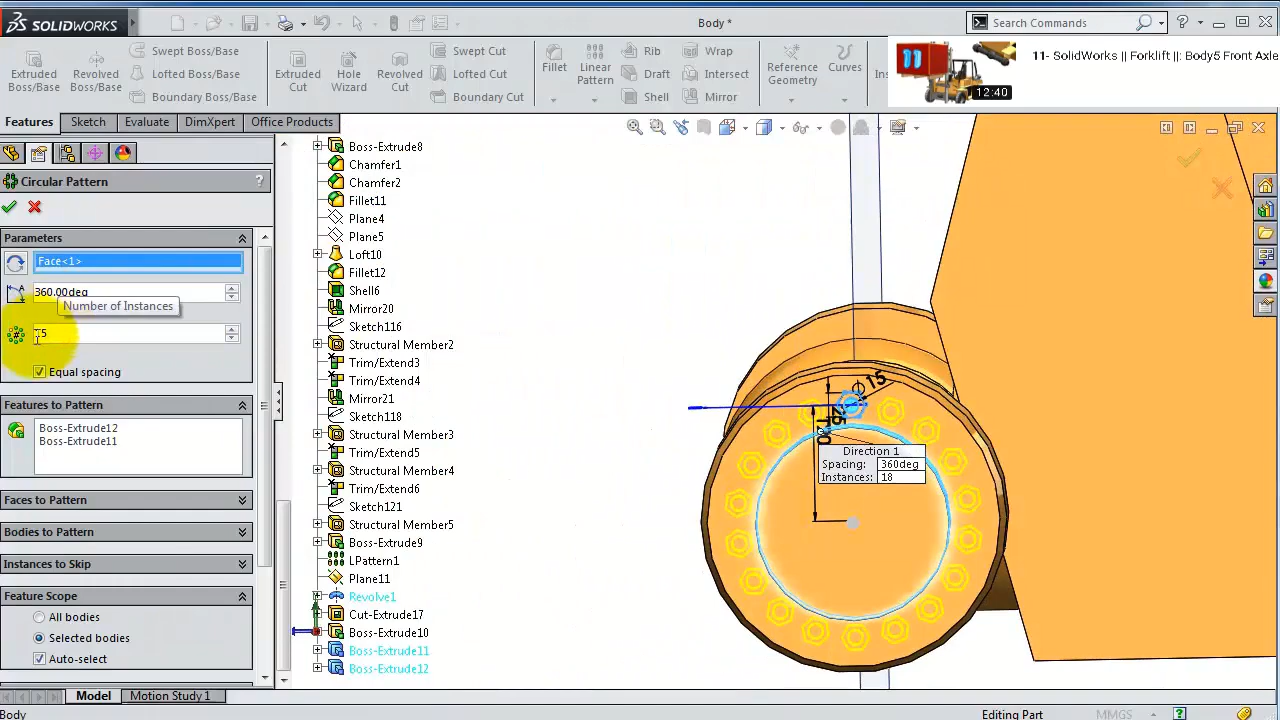 SOLIDWORKS
Body *
Search Commands
Extruded Boss/Base
Revolved Boss/Base
Swept Boss/Base
Lofted Boss/Base
Boundary Boss/Base
Extruded Cut
Hole Wizard
Revolved Cut
Swept Cut
Lofted Cut
Boundary Cut
Fillet
Linear Pattern
Rib
Draft
Shell
Wrap
Intersect
Mirror
Reference Geometry
Curves
Ins
11
12:40
11- SolidWorks || Forklift ||: Body5 Front Axle
Features
Sketch
Evaluate
DimXpert
Office Products
Circular Pattern
?
Parameters
Face<1>
360.00deg
Number of Instances
Equal spacing
Features to Pattern
Boss-Extrude12
Boss-Extrude11
Faces to Pattern
Bodies to Pattern
Instances to Skip
Feature Scope
All bodies
Selected bodies
Auto-select
Boss-Extrude8
Chamfer1
Chamfer2
Fillet11
Plane4
Plane5
Loft10
Fillet12
Shell6
Mirror20
Sketch116
Structural Member2
Trim/Extend3
Trim/Extend4
Mirror21
Sketch118
Structural Member3
Trim/Extend5
Structural Member4
Trim/Extend6
Sketch121
Structural Member5
Boss-Extrude9
LPattern1
Plane11
Revolve1
Cut-Extrude17
Boss-Extrude10
Boss-Extrude11
Boss-Extrude12
15
Direction 1
Spacing: 360deg
Instances: 18
Model
Motion Study 1
Body
Editing Part
MMGS